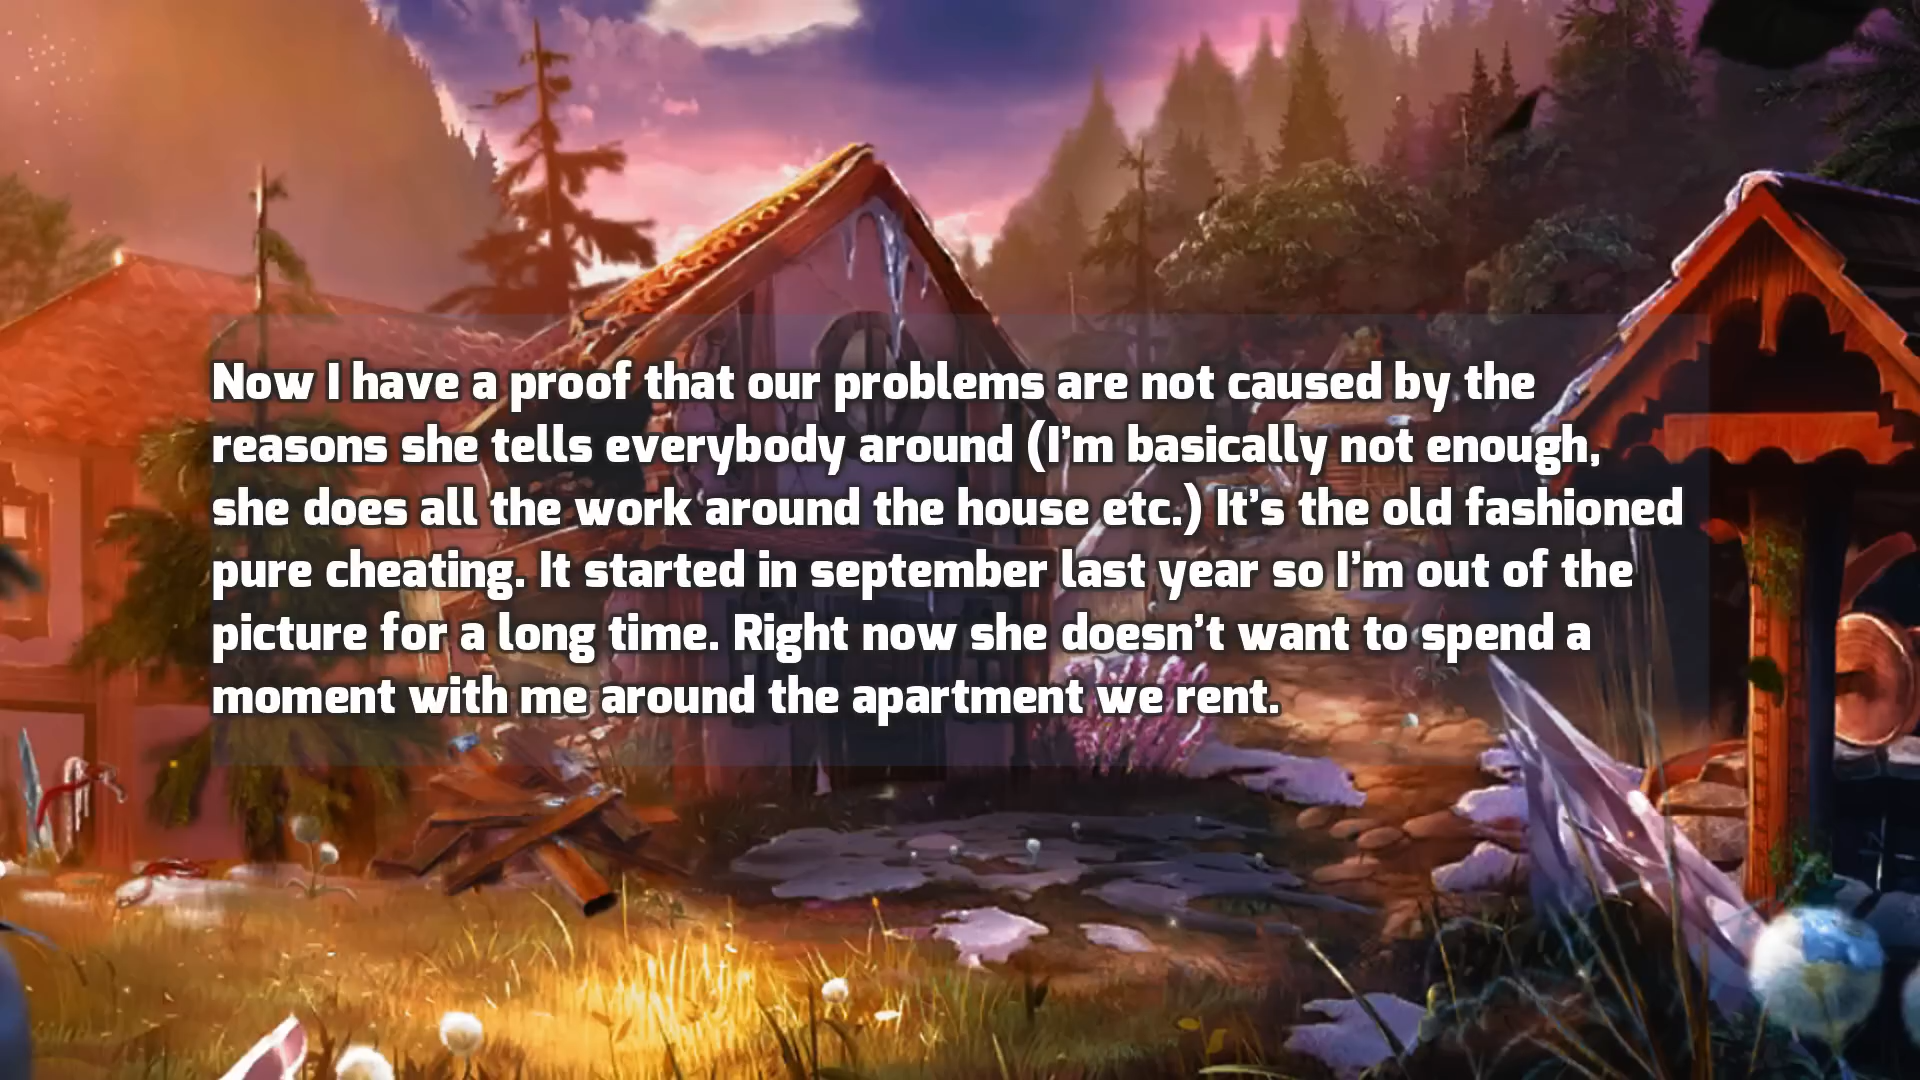 Now I have a proof that our problems are not caused by the
reasons she tells everybody around (I'm basically not enough,
she does all the work around the house etc.) It's the old fashioned
pure cheating. It started in september last year so I'm out of the
picture for a long time. Right now she doesn't want to spend a
moment with me around the apartment we rent.